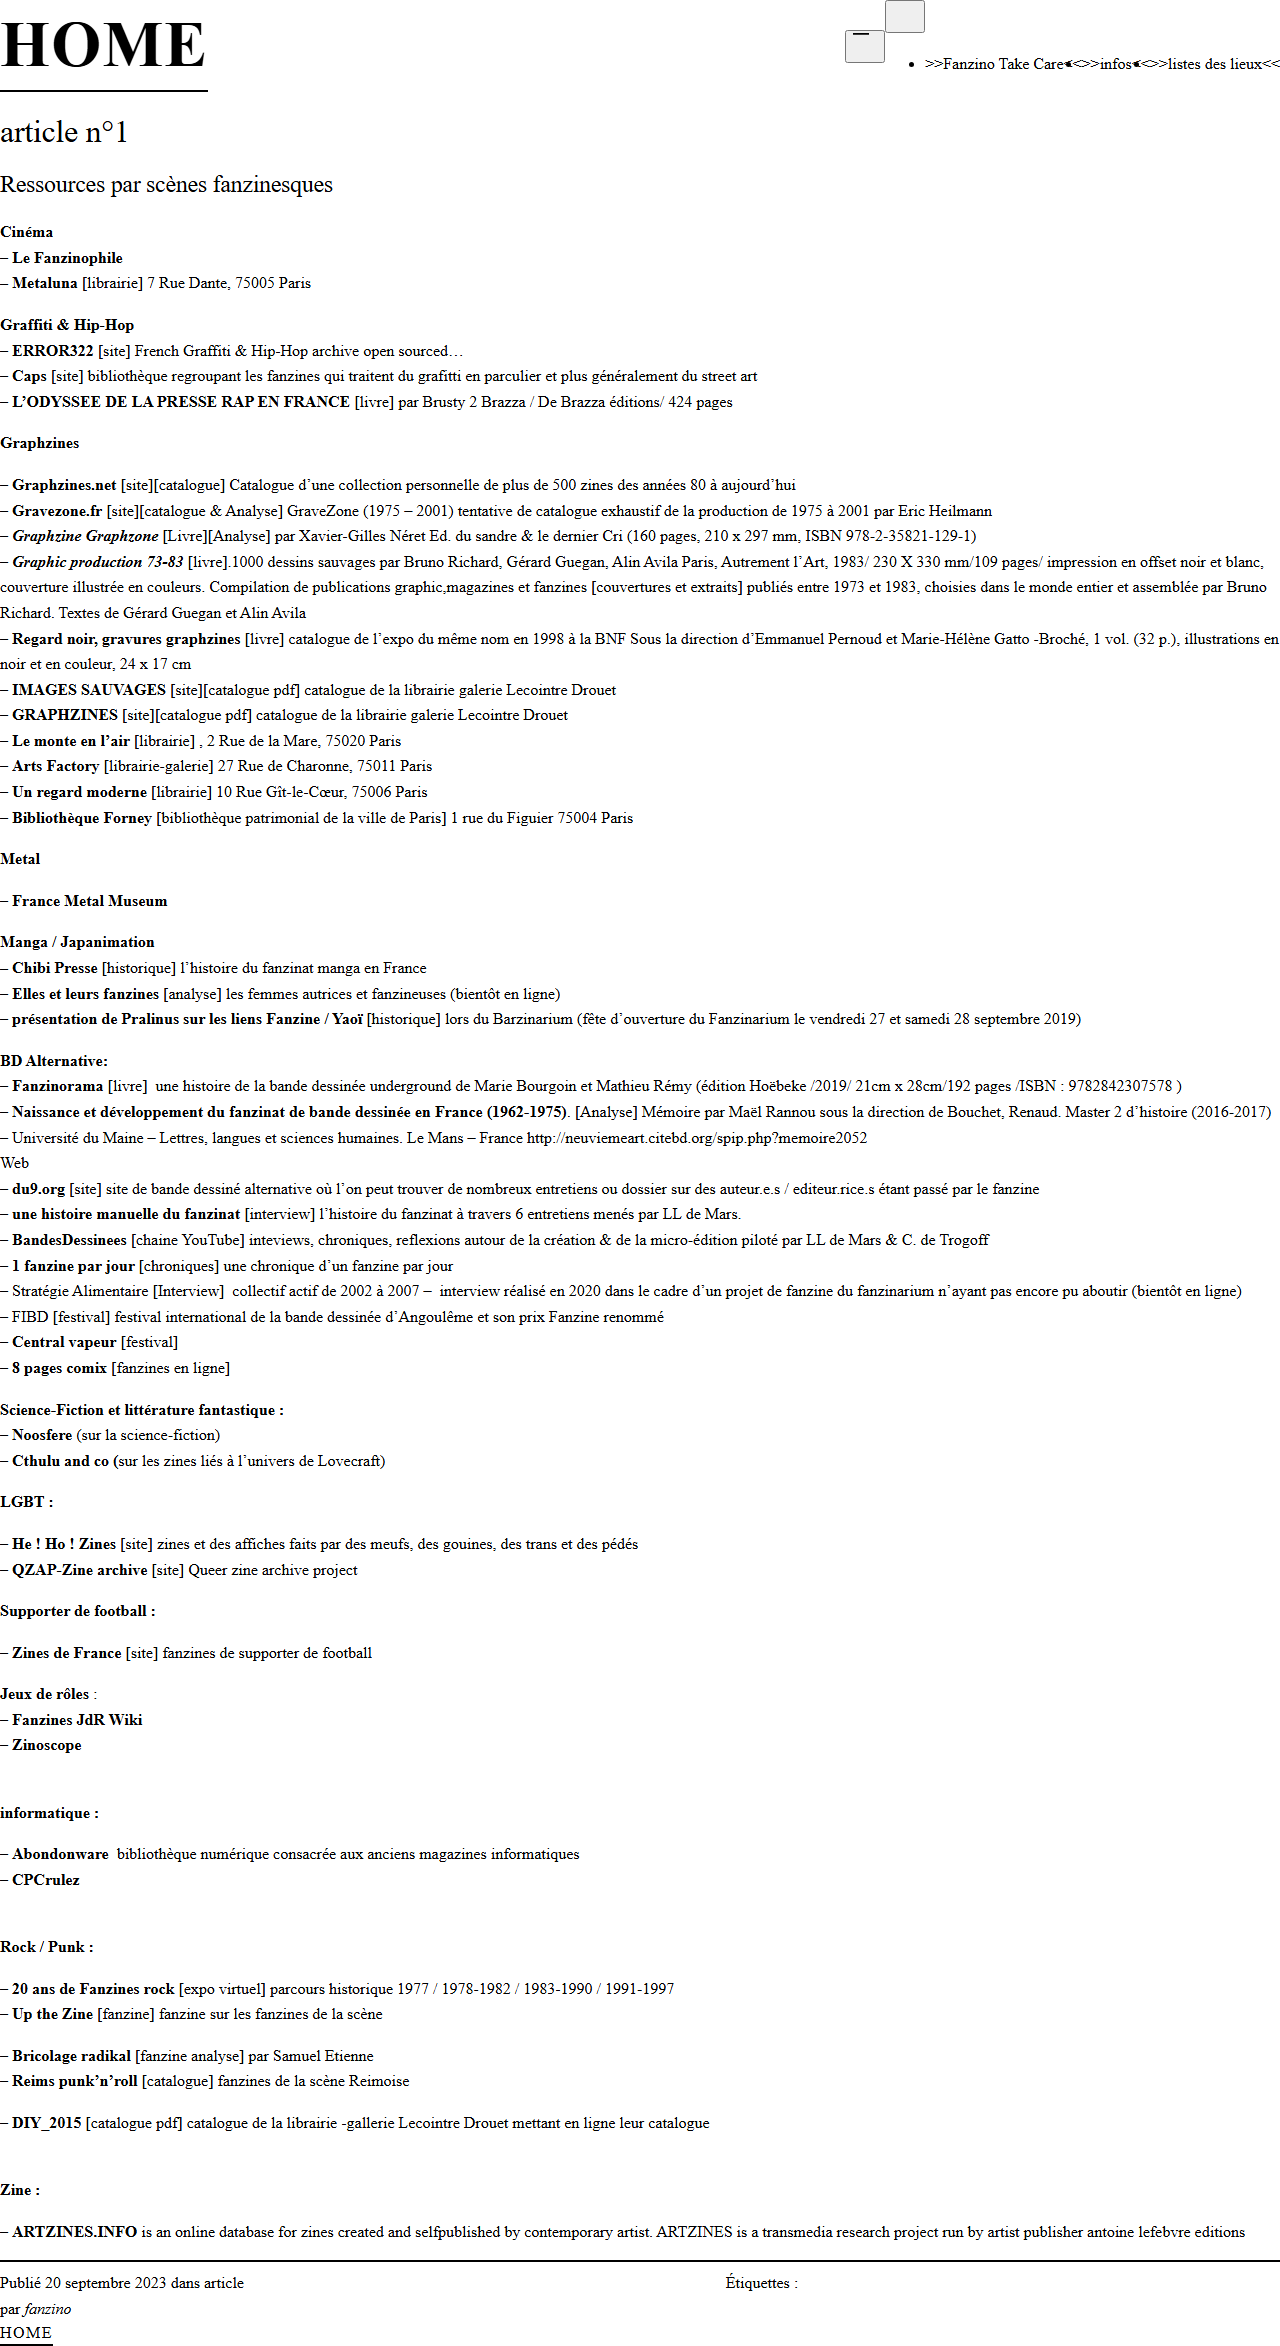 HOME
>>Fanzino Take Care<<
>>infos<<
>>listes des lieux<<
article n°1
Ressources par scènes fanzinesques
Cinéma
– Le Fanzinophile
– Metaluna [librairie] 7 Rue Dante, 75005 Paris
Graffiti & Hip-Hop
– ERROR322 [site] French Graffiti & Hip-Hop archive open sourced…
– Caps [site] bibliothèque regroupant les fanzines qui traitent du grafitti en parculier et plus généralement du street art
– L’ODYSSEE DE LA PRESSE RAP EN FRANCE [livre] par Brusty 2 Brazza / De Brazza éditions/ 424 pages
Graphzines
– Graphzines.net [site][catalogue] Catalogue d’une collection personnelle de plus de 500 zines des années 80 à aujourd’hui
– Gravezone.fr [site][catalogue & Analyse] GraveZone (1975 – 2001) tentative de catalogue exhaustif de la production de 1975 à 2001 par Eric Heilmann
– Graphzine Graphzone [Livre][Analyse] par Xavier-Gilles Néret Ed. du sandre & le dernier Cri (160 pages, 210 x 297 mm, ISBN 978-2-35821-129-1)
– Graphic production 73-83 [livre].1000 dessins sauvages par Bruno Richard, Gérard Guegan, Alin Avila Paris, Autrement l’Art, 1983/ 230 X 330 mm/109 pages/ impression en offset noir et blanc,
couverture illustrée en couleurs. Compilation de publications graphic,magazines et fanzines [couvertures et extraits] publiés entre 1973 et 1983, choisies dans le monde entier et assemblée par Bruno
Richard. Textes de Gérard Guegan et Alin Avila
– Regard noir, gravures graphzines [livre] catalogue de l’expo du même nom en 1998 à la BNF Sous la direction d’Emmanuel Pernoud et Marie-Hélène Gatto -Broché, 1 vol. (32 p.), illustrations en
noir et en couleur, 24 x 17 cm
– IMAGES SAUVAGES [site][catalogue pdf] catalogue de la librairie galerie Lecointre Drouet
– GRAPHZINES [site][catalogue pdf] catalogue de la librairie galerie Lecointre Drouet
– Le monte en l’air [librairie] , 2 Rue de la Mare, 75020 Paris
– Arts Factory [librairie-galerie] 27 Rue de Charonne, 75011 Paris
– Un regard moderne [librairie] 10 Rue Gît-le-Cœur, 75006 Paris
– Bibliothèque Forney [bibliothèque patrimonial de la ville de Paris] 1 rue du Figuier 75004 Paris
Metal
– France Metal Museum
Manga / Japanimation
– Chibi Presse [historique] l’histoire du fanzinat manga en France
– Elles et leurs fanzines [analyse] les femmes autrices et fanzineuses (bientôt en ligne)
– présentation de Pralinus sur les liens Fanzine / Yaoï [historique] lors du Barzinarium (fête d’ouverture du Fanzinarium le vendredi 27 et samedi 28 septembre 2019)
BD Alternative:
– Fanzinorama [livre]  une histoire de la bande dessinée underground de Marie Bourgoin et Mathieu Rémy (édition Hoëbeke /2019/ 21cm x 28cm/192 pages /ISBN : 9782842307578 )
– Naissance et développement du fanzinat de bande dessinée en France (1962-1975). [Analyse] Mémoire par Maël Rannou sous la direction de Bouchet, Renaud. Master 2 d’histoire (2016-2017)
– Université du Maine – Lettres, langues et sciences humaines. Le Mans – France http://neuviemeart.citebd.org/spip.php?memoire2052
Web
– du9.org [site] site de bande dessiné alternative où l’on peut trouver de nombreux entretiens ou dossier sur des auteur.e.s / editeur.rice.s étant passé par le fanzine
– une histoire manuelle du fanzinat [interview] l’histoire du fanzinat à travers 6 entretiens menés par LL de Mars.
– BandesDessinees [chaine YouTube] inteviews, chroniques, reflexions autour de la création & de la micro-édition piloté par LL de Mars & C. de Trogoff
– 1 fanzine par jour [chroniques] une chronique d’un fanzine par jour
– Stratégie Alimentaire [Interview]  collectif actif de 2002 à 2007 –  interview réalisé en 2020 dans le cadre d’un projet de fanzine du fanzinarium n’ayant pas encore pu aboutir (bientôt en ligne)
– FIBD [festival] festival international de la bande dessinée d’Angoulême et son prix Fanzine renommé
– Central vapeur [festival]
– 8 pages comix [fanzines en ligne]
Science-Fiction et littérature fantastique :
– Noosfere (sur la science-fiction)
– Cthulu and co (sur les zines liés à l’univers de Lovecraft)
LGBT :
– He ! Ho ! Zines [site] zines et des affiches faits par des meufs, des gouines, des trans et des pédés
– QZAP-Zine archive [site] Queer zine archive project
Supporter de football :
– Zines de France [site] fanzines de supporter de football
Jeux de rôles :
– Fanzines JdR Wiki
– Zinoscope
informatique :
– Abondonware  bibliothèque numérique consacrée aux anciens magazines informatiques
– CPCrulez
Rock / Punk :
– 20 ans de Fanzines rock [expo virtuel] parcours historique 1977 / 1978-1982 / 1983-1990 / 1991-1997
– Up the Zine [fanzine] fanzine sur les fanzines de la scène
– Bricolage radikal [fanzine analyse] par Samuel Etienne
– Reims punk’n’roll [catalogue] fanzines de la scène Reimoise
– DIY_2015 [catalogue pdf] catalogue de la librairie -gallerie Lecointre Drouet mettant en ligne leur catalogue
Zine :
– ARTZINES.INFO is an online database for zines created and selfpublished by contemporary artist. ARTZINES is a transmedia research project run by artist publisher antoine lefebvre editions
Publié 20 septembre 2023 dans article
Étiquettes :
par fanzino
HOME